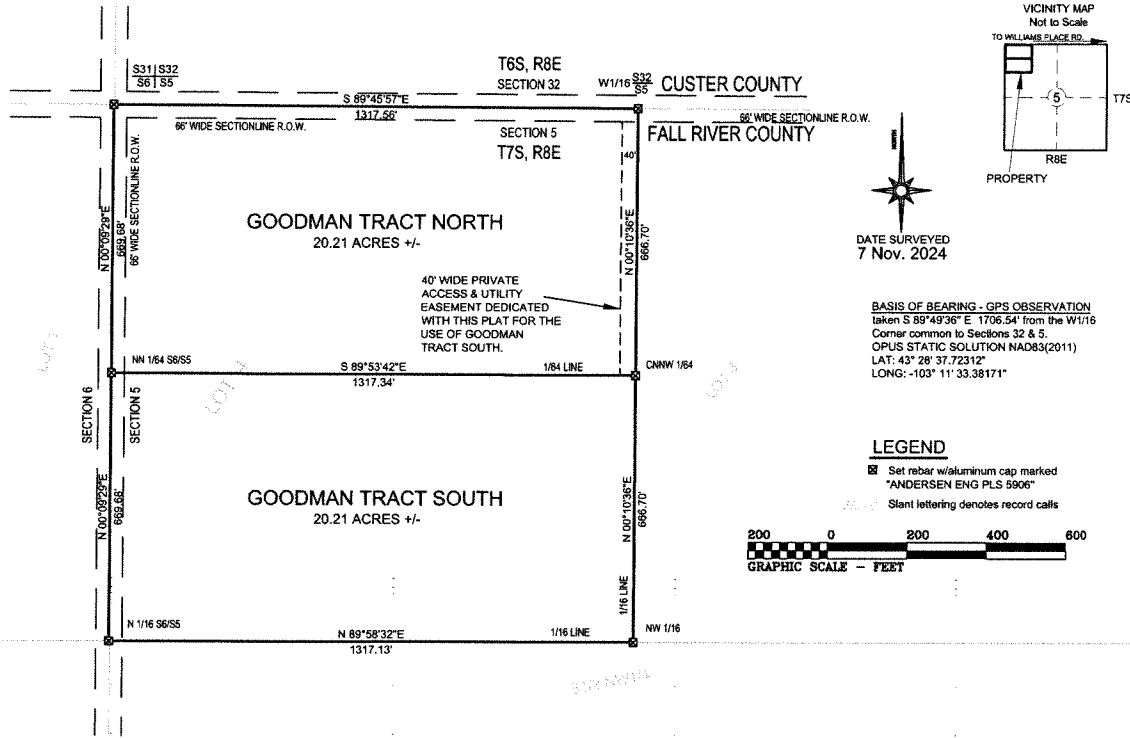 VICINITY MAP
Not to Scale
TO WILLIAMS PLACE RD.
5
T7S
R8E
PROPERTY
S31 S32
S6 S5
T6S, R8E
SECTION 32
W1/16 S32
S5
CUSTER COUNTY
S 89°45'57"E
1317.56'
66' WIDE SECTIONLINE R.O.W.
66' WIDE SECTIONLINE R.O.W.
SECTION 5
T7S, R8E
FALL RIVER COUNTY
40'
66' WIDE SECTIONLINE R.O.W.
N 00°09'29"E
669.68'
GOODMAN TRACT NORTH
20.21 ACRES +/-
N 00°10'36"E
666.70'
40' WIDE PRIVATE
ACCESS & UTILITY
EASEMENT DEDICATED
WITH THIS PLAT FOR THE
USE OF GOODMAN
TRACT SOUTH.
NORTH
DATE SURVEYED
7 Nov. 2024
BASIS OF BEARING - GPS OBSERVATION
taken S 89°49'36" E 1706.54' from the W1/16
Corner common to Sections 32 & 5.
OPUS STATIC SOLUTION NAD83(2011)
LAT: 43° 28' 37.72312"
LONG: -103° 11' 33.38171"
NN 1/64 S6/S5
S 89°53'42"E
1317.34'
1/64 LINE
CNNW 1/64
LOT 4
SECTION 6
SECTION 5
N 00°09'29"E
669.68'
GOODMAN TRACT SOUTH
20.21 ACRES +/-
N 00°10'36"E
666.70'
1/16 LINE
LEGEND
Set rebar w/aluminum cap marked
"ANDERSEN ENG PLS 5906"
Slant lettering denotes record calls
200 0 200 400 600
GRAPHIC SCALE – FEET
N 1/16 S6/S5
N 89°58'32"E
1317.13'
1/16 LINE
NW 1/16